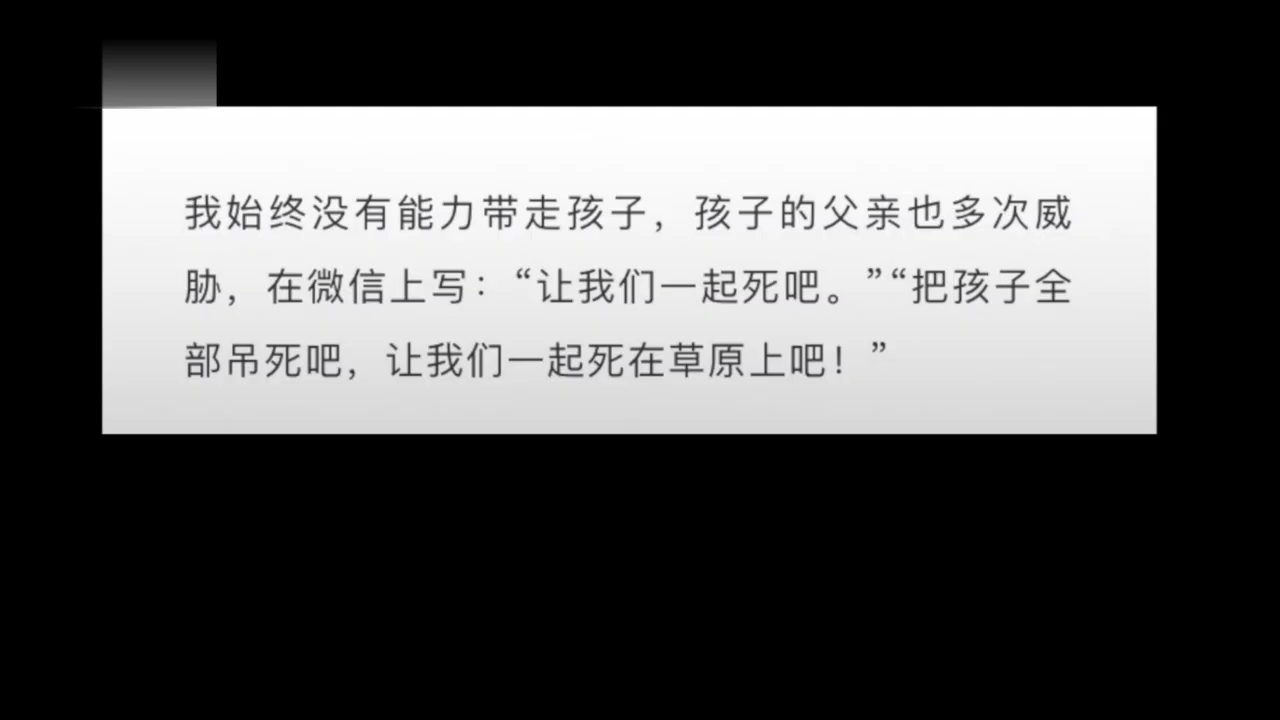 我始终没有能力带走孩子，孩子的父亲也多次威
胁，在微信上写：“让我们一起死吧。”“把孩子全
部吊死吧，让我们一起死在草原上吧！”